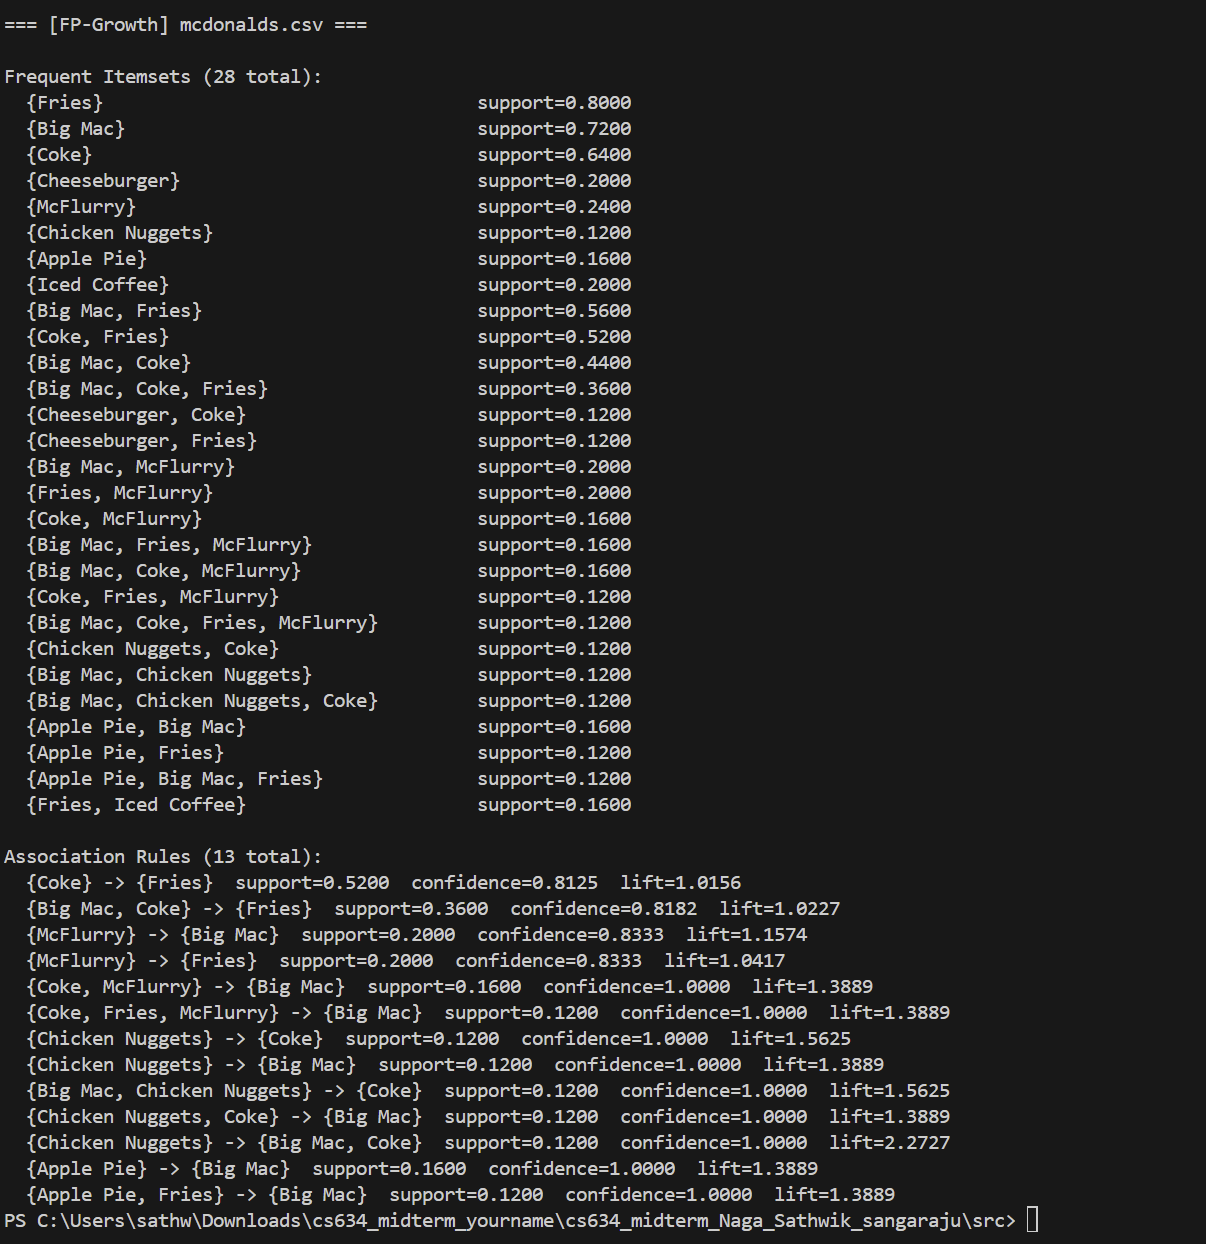 === [FP-Growth] mcdonalds.csv ===
Frequent Itemsets (28 total):
{Fries} support=0.8000
{Big Mac} support=0.7200
{Coke} support=0.6400
{Cheeseburger} support=0.2000
{McFlurry} support=0.2400
{Chicken Nuggets} support=0.1200
{Apple Pie} support=0.1600
{Iced Coffee} support=0.2000
{Big Mac, Fries} support=0.5600
{Coke, Fries} support=0.5200
{Big Mac, Coke} support=0.4400
{Big Mac, Coke, Fries} support=0.3600
{Cheeseburger, Coke} support=0.1200
{Cheeseburger, Fries} support=0.1200
{Big Mac, McFlurry} support=0.2000
{Fries, McFlurry} support=0.2000
{Coke, McFlurry} support=0.1600
{Big Mac, Fries, McFlurry} support=0.1600
{Big Mac, Coke, McFlurry} support=0.1600
{Coke, Fries, McFlurry} support=0.1200
{Big Mac, Coke, Fries, McFlurry} support=0.1200
{Chicken Nuggets, Coke} support=0.1200
{Big Mac, Chicken Nuggets} support=0.1200
{Big Mac, Chicken Nuggets, Coke} support=0.1200
{Apple Pie, Big Mac} support=0.1600
{Apple Pie, Fries} support=0.1200
{Apple Pie, Big Mac, Fries} support=0.1200
{Fries, Iced Coffee} support=0.1600
Association Rules (13 total):
{Coke} -> {Fries} support=0.5200 confidence=0.8125 lift=1.0156
{Big Mac, Coke} -> {Fries} support=0.3600 confidence=0.8182 lift=1.0227
{McFlurry} -> {Big Mac} support=0.2000 confidence=0.8333 lift=1.1574
{McFlurry} -> {Fries} support=0.2000 confidence=0.8333 lift=1.0417
{Coke, McFlurry} -> {Big Mac} support=0.1600 confidence=1.0000 lift=1.3889
{Coke, Fries, McFlurry} -> {Big Mac} support=0.1200 confidence=1.0000 lift=1.3889
{Chicken Nuggets} -> {Coke} support=0.1200 confidence=1.0000 lift=1.5625
{Chicken Nuggets} -> {Big Mac} support=0.1200 confidence=1.0000 lift=1.3889
{Big Mac, Chicken Nuggets} -> {Coke} support=0.1200 confidence=1.0000 lift=1.5625
{Chicken Nuggets, Coke} -> {Big Mac} support=0.1200 confidence=1.0000 lift=1.3889
{Chicken Nuggets} -> {Big Mac, Coke} support=0.1200 confidence=1.0000 lift=2.2727
{Apple Pie} -> {Big Mac} support=0.1600 confidence=1.0000 lift=1.3889
{Apple Pie, Fries} -> {Big Mac} support=0.1200 confidence=1.0000 lift=1.3889
PS C:\Users\sathw\Downloads\cs634_midterm_yourname\cs634_midterm_Naga_Sathwik_sangaraju\src>